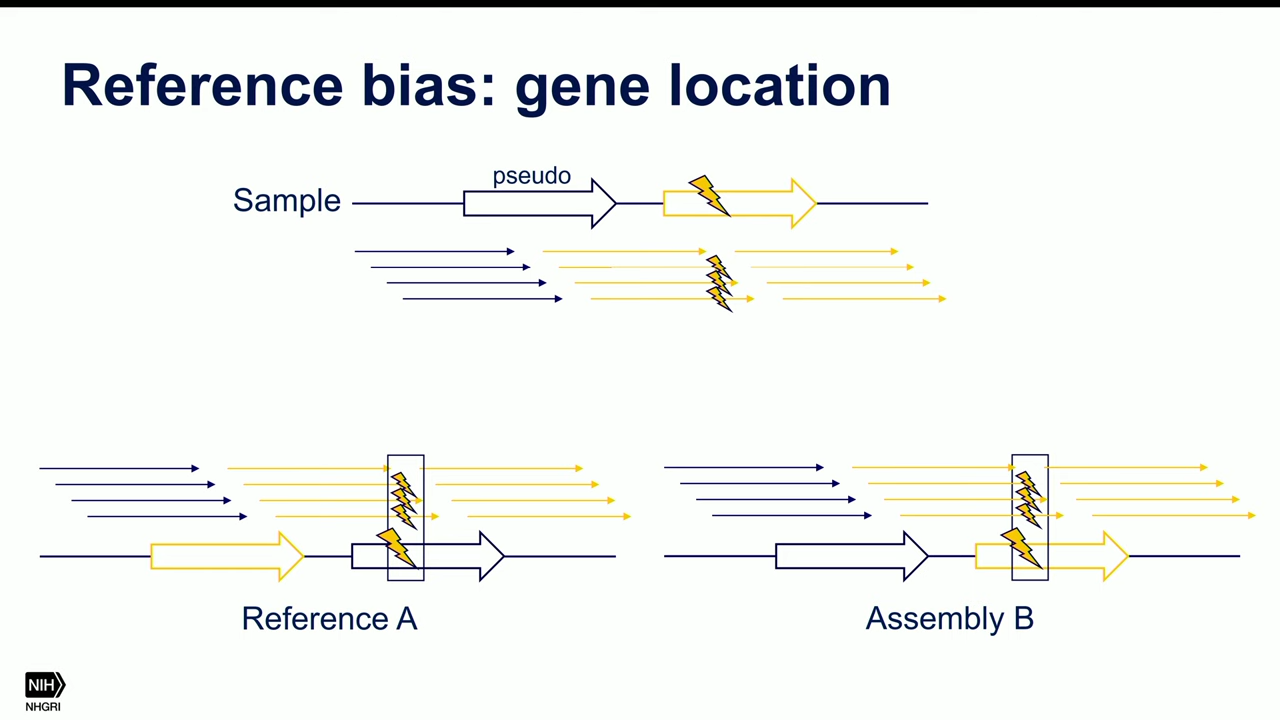 Reference bias: gene location
pseudo
Sample
Reference A
Assembly B
NIH
NHGRI